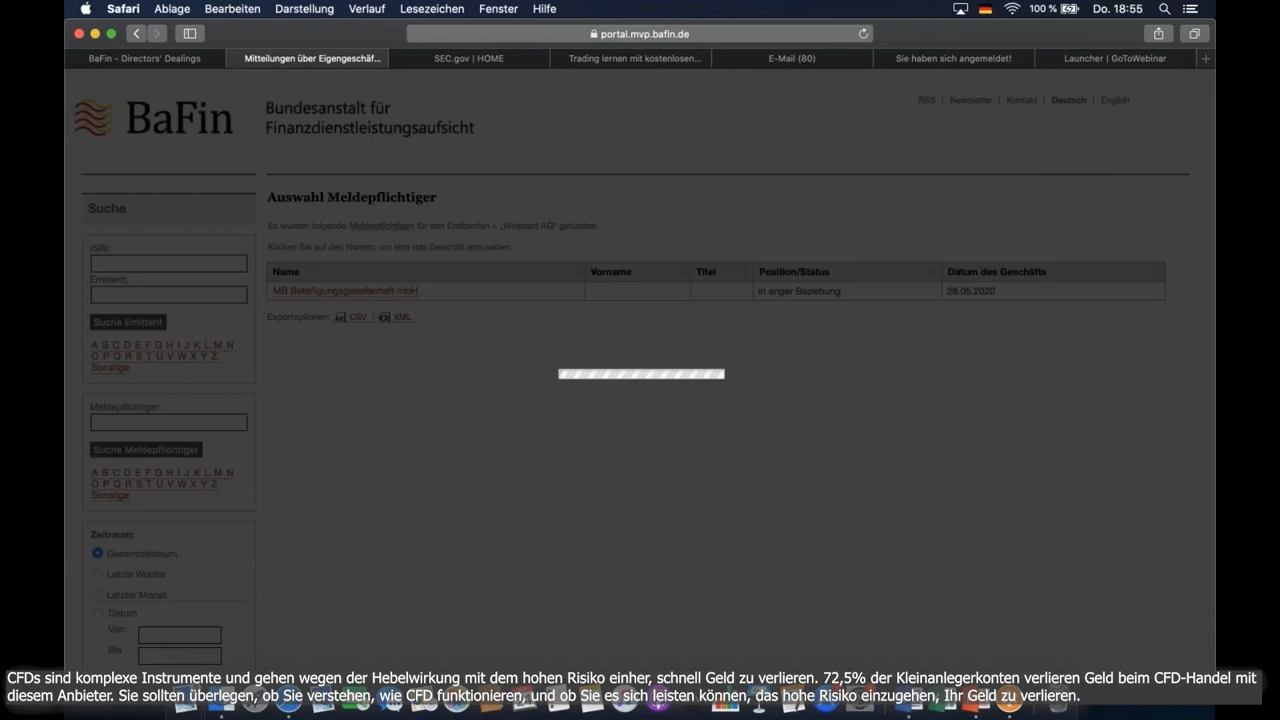 Safari Ablage Bearbeiten Darstellung Verlauf Lesezeichen Fenster Hilfe 100 % Do. 18:55
portal.mvp.bafin.de
BaFin - Directors' Dealings Mitteilungen über Eigengeschäf... SEC.gov | HOME Trading lernen mit kostenlosen... E-Mail (80) Sie haben sich angemeldet! Launcher | GoToWebinar +
RSS | Newsletter | Kontakt | Deutsch | English
BaFin
Bundesanstalt für
Finanzdienstleistungsaufsicht
Suche
ISIN:
Emittent:
Suche Emittent
A B C D E F G H I J K L M N
O P Q R S T U V W X Y Z
Sonstige
Meldepflichtiger:
Suche Meldepflichtiger
A B C D E F G H I J K L M N
O P Q R S T U V W X Y Z
Sonstige
Zeitraum:
Gesamtzeitraum
Letzte Woche
Letzter Monat
Datum
Von
Bis
Auswahl Meldepflichtiger
Es wurden folgende Meldepflichtigen für den Emittenten = „Wirecard AG" gefunden
Klicken Sie auf den Namen, um sich das Geschäft anzusehen.
Name Vorname Titel Position/Status Datum des Geschäfts
MB Beteiligungsgesellschaft mbH in enger Beziehung 28.05.2020
Exportoptionen: CSV | XML
CFDs sind komplexe Instrumente und gehen wegen der Hebelwirkung mit dem hohen Risiko einher, schnell Geld zu verlieren. 72,5% der Kleinanlegerkonten verlieren Geld beim CFD-Handel mit
diesem Anbieter. Sie sollten überlegen, ob Sie verstehen, wie CFD funktionieren, und ob Sie es sich leisten können, das hohe Risiko einzugehen, Ihr Geld zu verlieren.